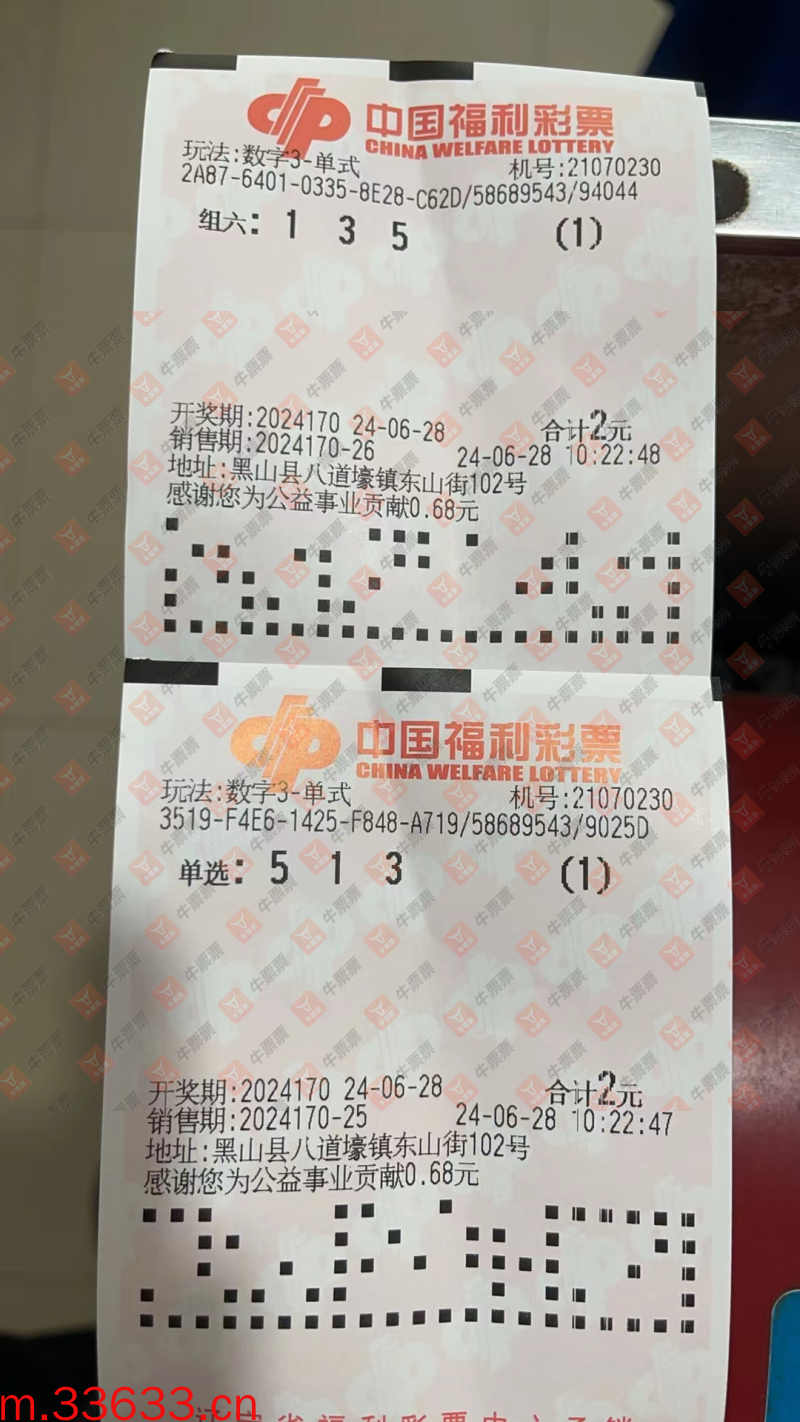 中国福利彩票
CHINA WELFARE LOTTERY
玩法:数字3-单式 机号:21070230
2A87-6401-0335-8E28-C62D/58689543/94044
组六: 1 3 5 (1)
开奖期:2024170 24-06-28 合计2元
销售期:2024170-26 24-06-28 10:22:48
地址:黑山县八道壕镇东山街102号
感谢您为公益事业贡献0.68元
中国福利彩票
CHINA WELFARE LOTTERY
玩法:数字3-单式 机号:21070230
3519-F4E6-1425-F848-A719/58689543/9025D
单选: 5 1 3 (1)
开奖期:2024170 24-06-28 合计2元
销售期:2024170-25 24-06-28 10:22:47
地址:黑山县八道壕镇东山街102号
感谢您为公益事业贡献0.68元
m.33633.cn
牛票票